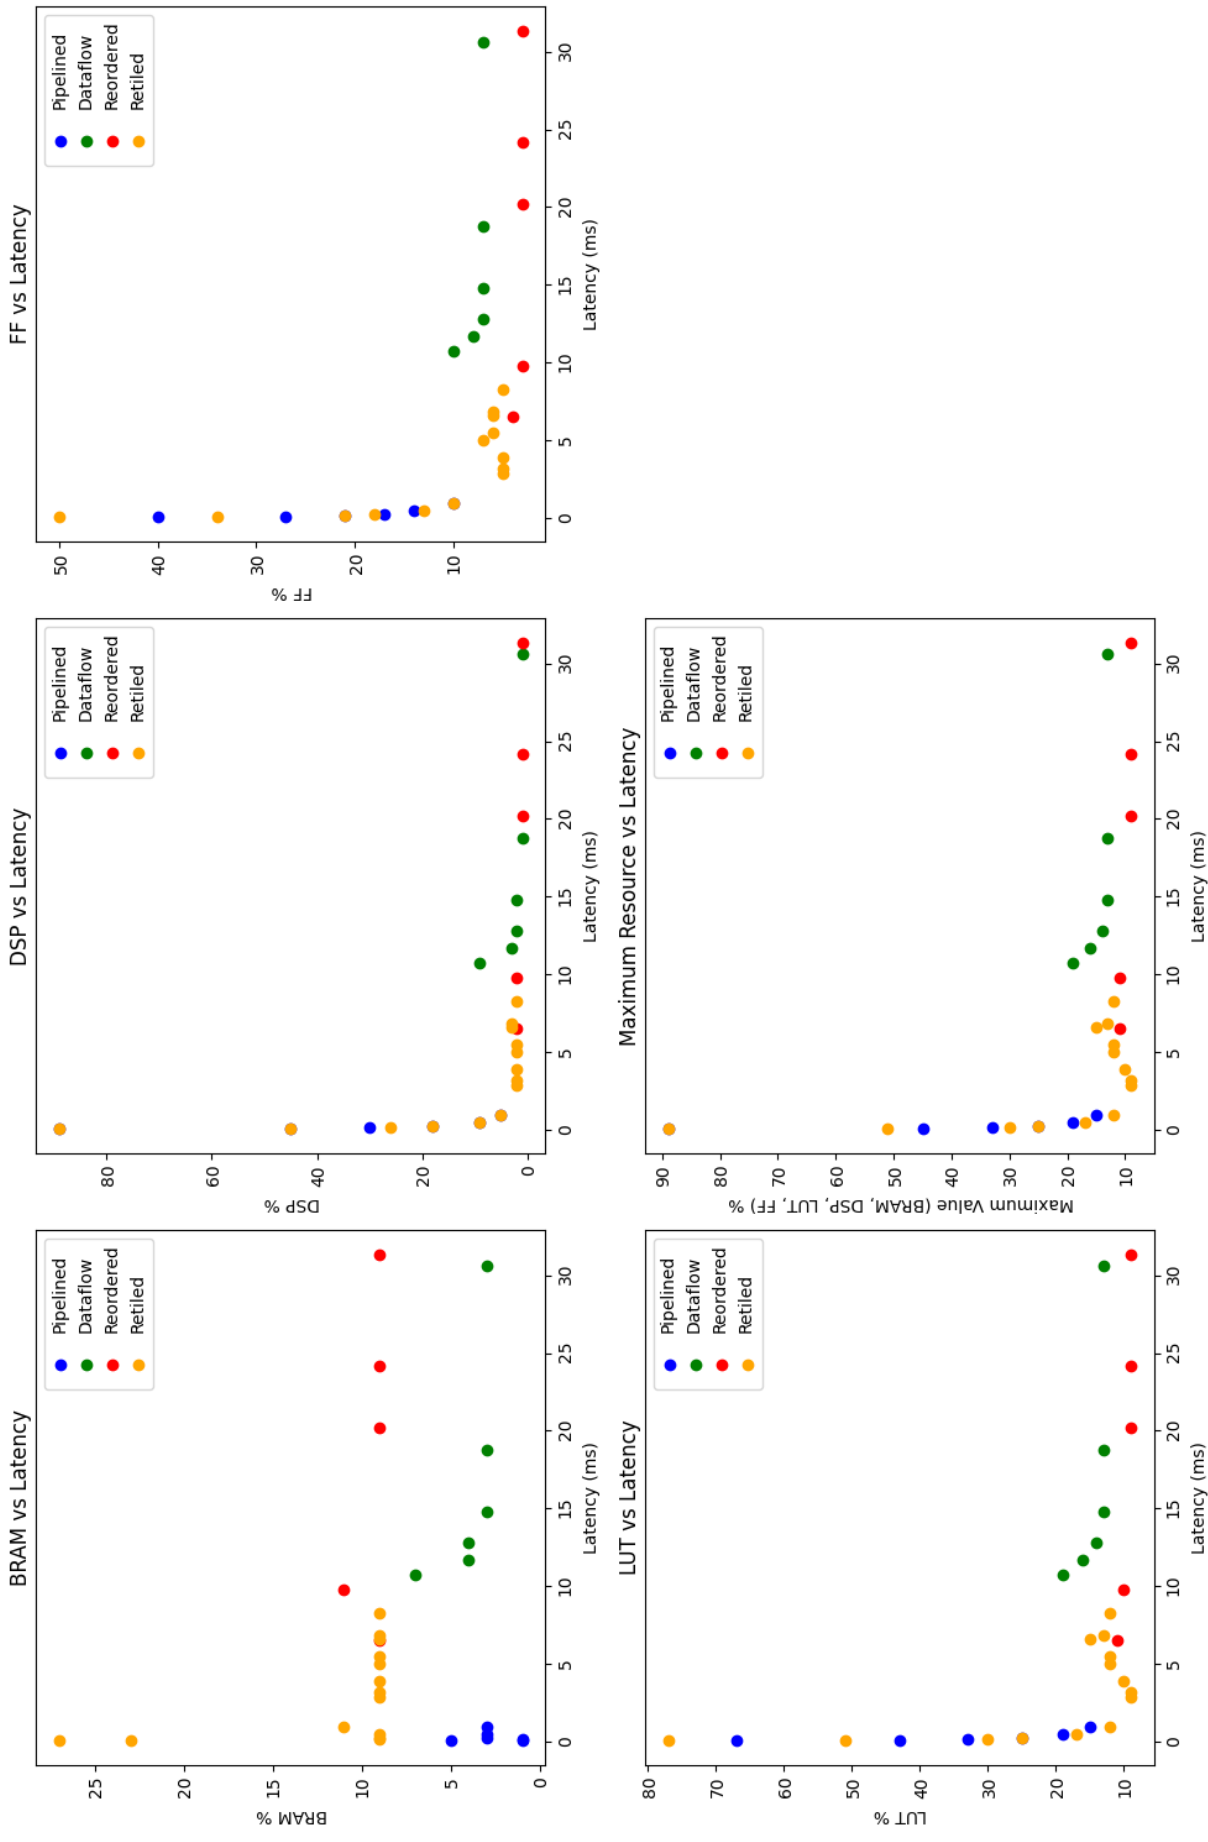 BRAM vs Latency
BRAM %
25
20
15
10
5
0
0
5
10
15
20
25
30
Latency (ms)
Pipelined
Dataflow
Reordered
Retiled
DSP vs Latency
DSP %
80
60
40
20
0
0
5
10
15
20
25
30
Latency (ms)
Pipelined
Dataflow
Reordered
Retiled
FF vs Latency
FF %
50
40
30
20
10
0
5
10
15
20
25
30
Latency (ms)
Pipelined
Dataflow
Reordered
Retiled
LUT vs Latency
LUT %
80
70
60
50
40
30
20
10
0
5
10
15
20
25
30
Latency (ms)
Pipelined
Dataflow
Reordered
Retiled
Maximum Resource vs Latency
Maximum Value (BRAM, DSP, LUT, FF) %
90
80
70
60
50
40
30
20
10
0
5
10
15
20
25
30
Latency (ms)
Pipelined
Dataflow
Reordered
Retiled